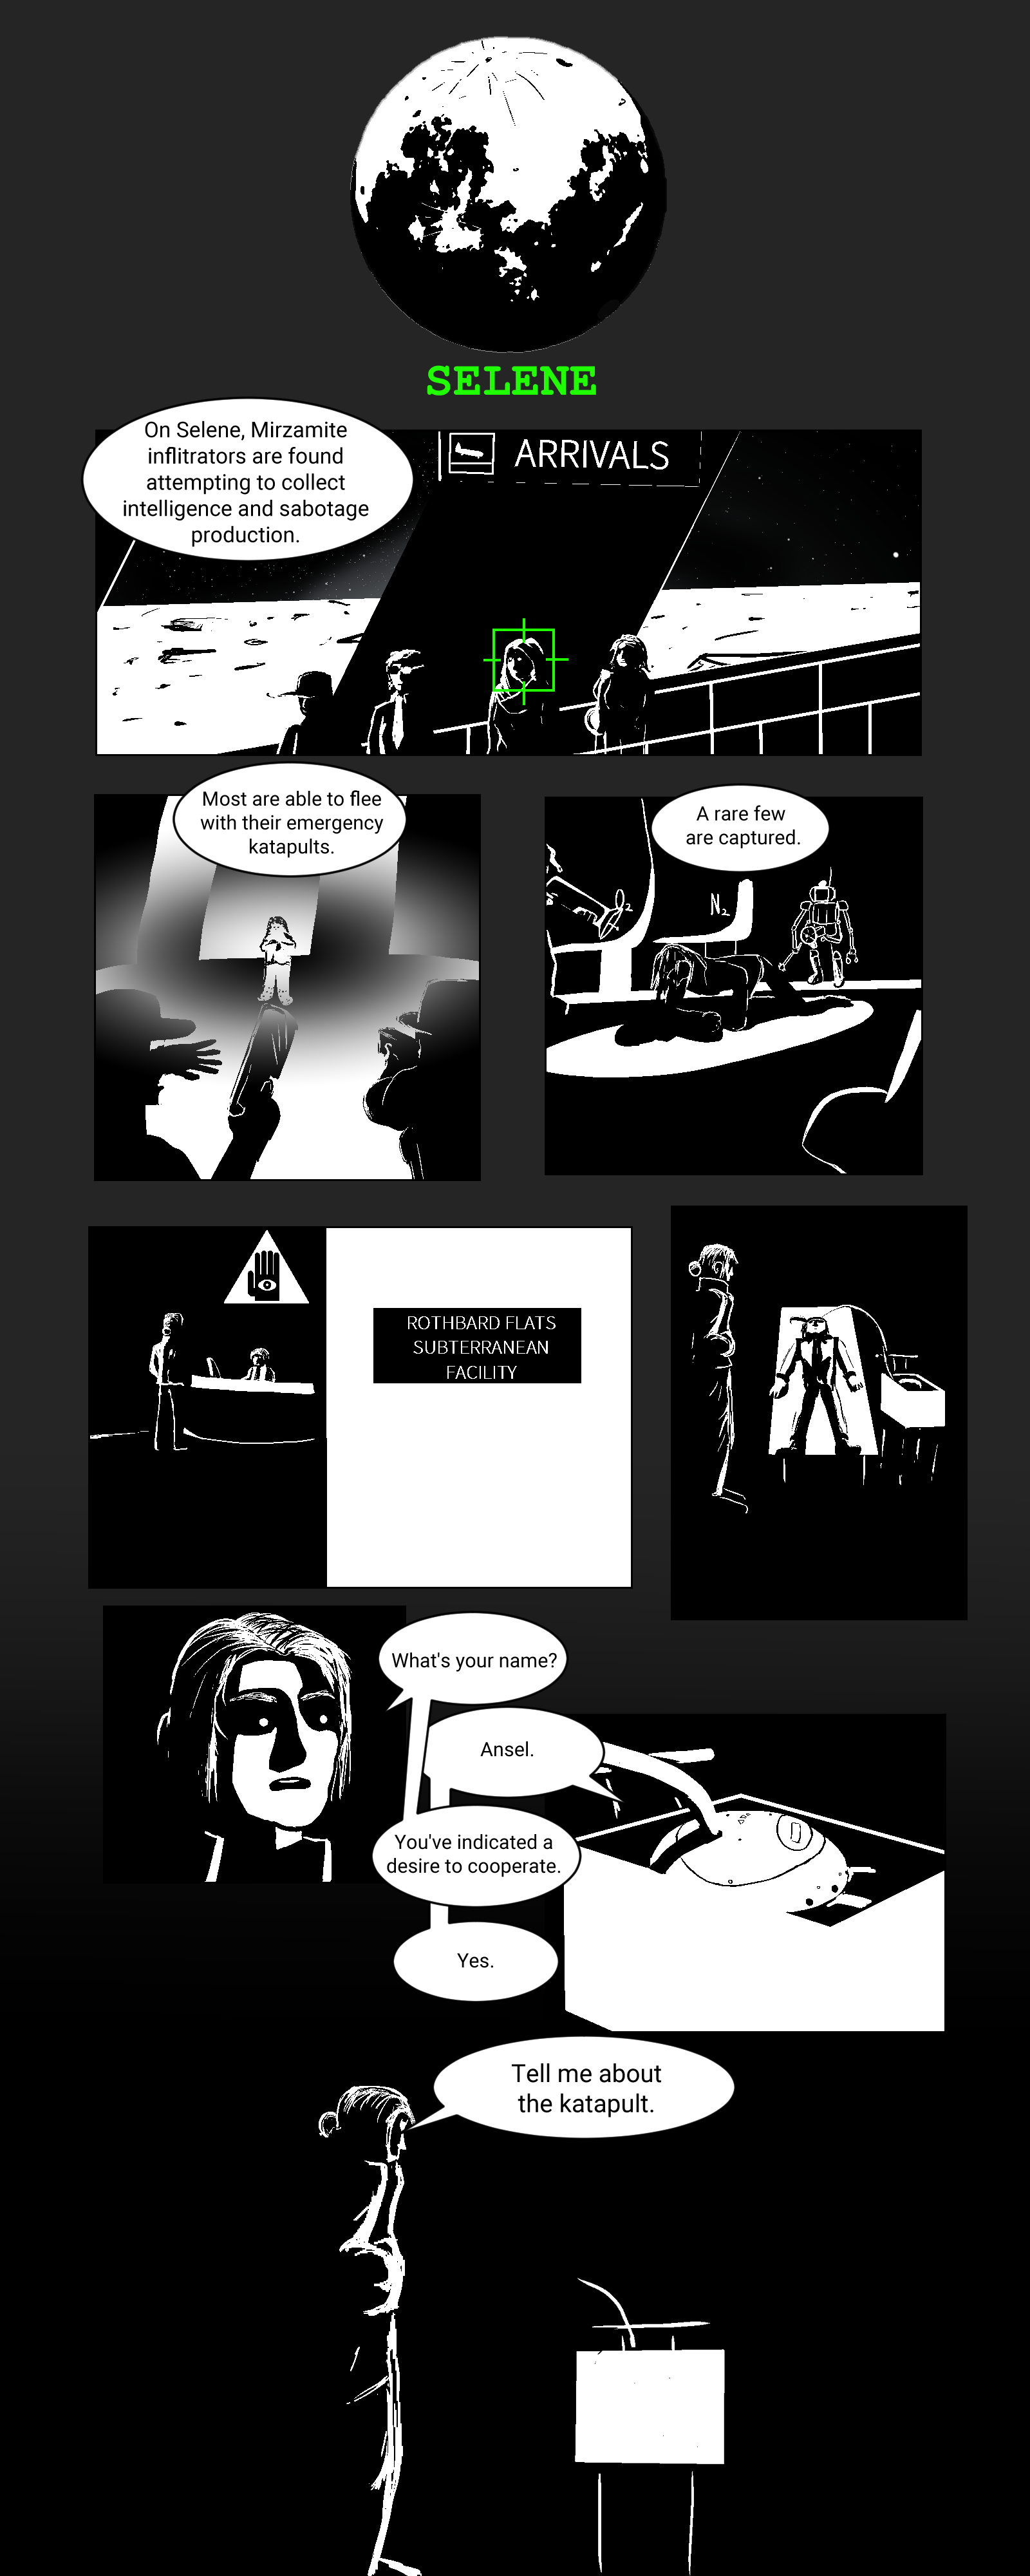 SELENE
On Selene, Mirzamite
inflitrators are found
attempting to collect
intelligence and sabotage
production.
ARRIVALS
Most are able to flee
with their emergency
katapults.
A rare few
are captured.
O₂
N₂
ROTHBARD FLATS
SUBTERRANEAN
FACILITY
What's your name?
Ansel.
You've indicated a
desire to cooperate.
Yes.
Tell me about
the katapult.